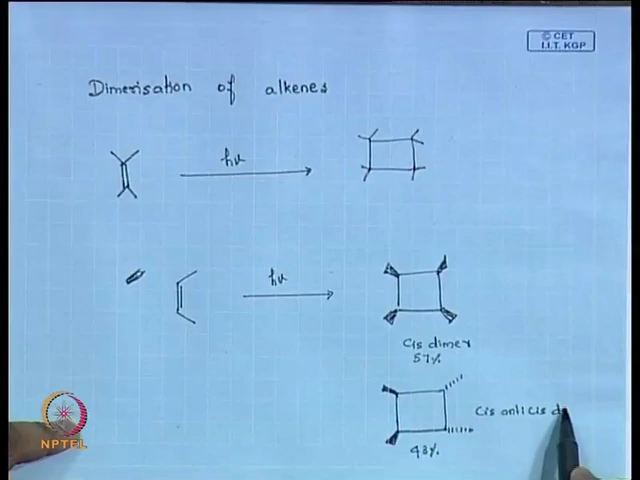 © CET
I.I.T. KGP
Dimerisation of alkenes
hν
hν
Cis dimer
57%
Cis anti cis d
43%
NPTEL